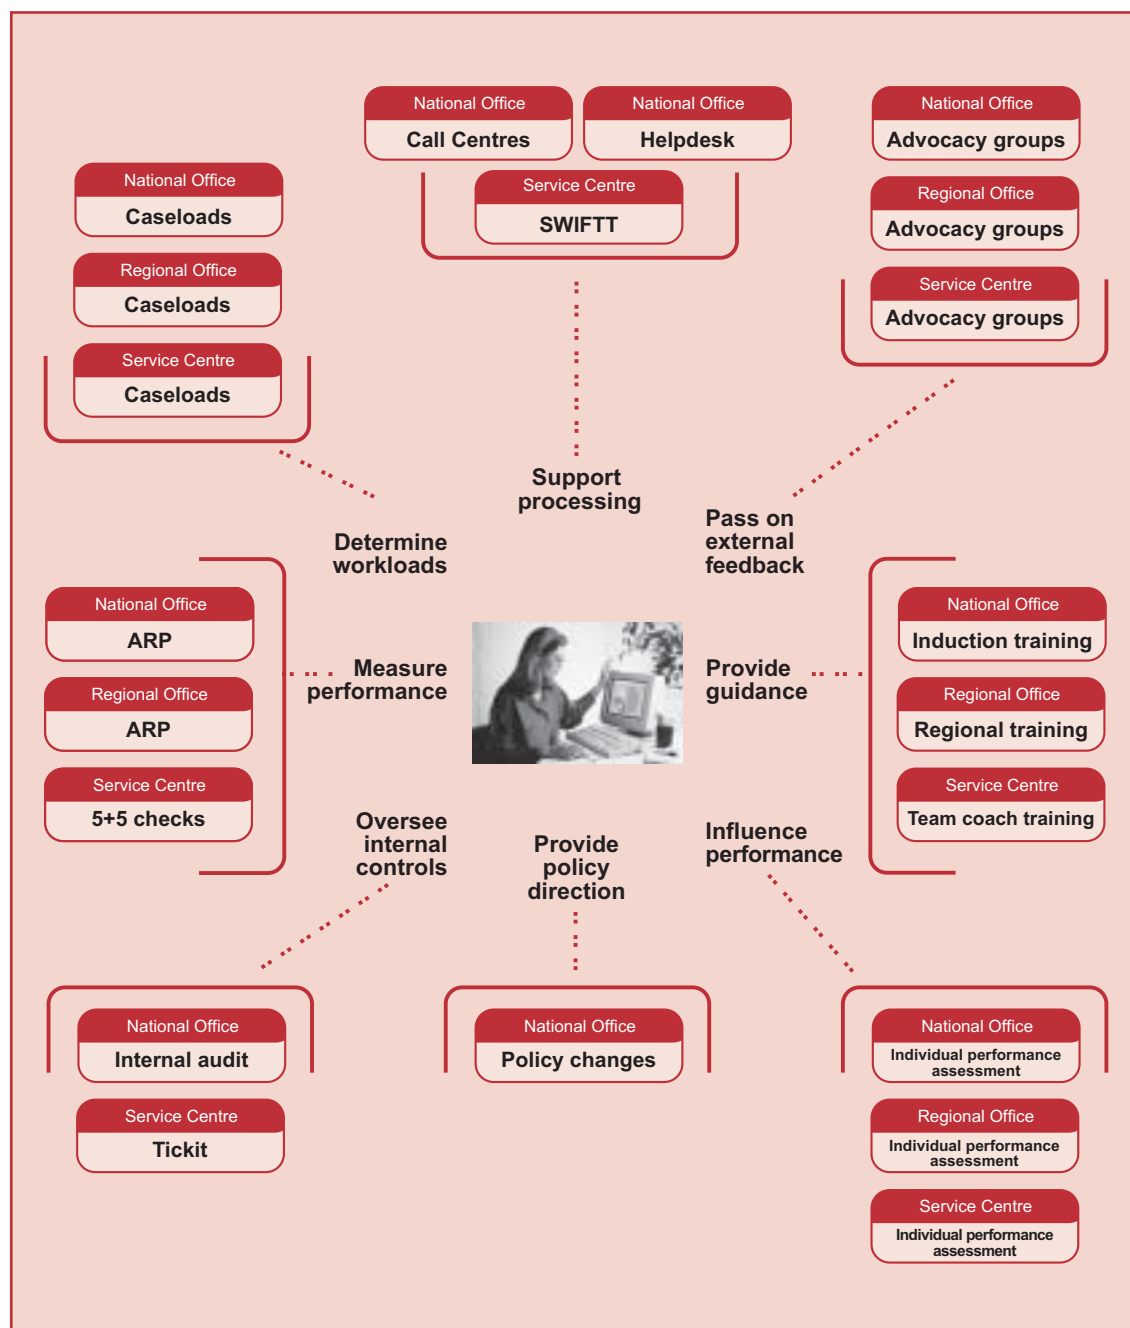 National Office
Call Centres
National Office
Helpdesk
Service Centre
SWIFTT
National Office
Advocacy groups
Regional Office
Advocacy groups
Service Centre
Advocacy groups
National Office
Caseloads
Regional Office
Caseloads
Service Centre
Caseloads
Support
processing
Pass on
external
feedback
Determine
workloads
National Office
ARP
Regional Office
ARP
Service Centre
5+5 checks
Measure
performance
Provide
guidance
National Office
Induction training
Regional Office
Regional training
Service Centre
Team coach training
Oversee
internal
controls
Provide
policy
direction
Influence
performance
National Office
Internal audit
Service Centre
Tickit
National Office
Policy changes
National Office
Individual performance
assessment
Regional Office
Individual performance
assessment
Service Centre
Individual performance
assessment